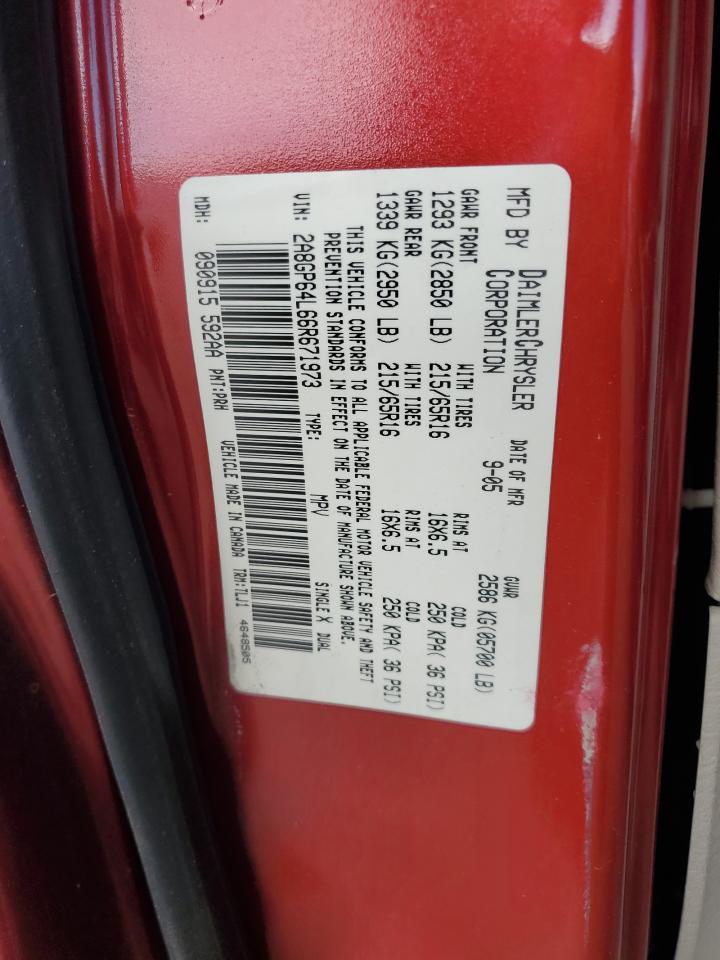 MFD BY DAIMLERCHRYSLER CORPORATION DATE OF MFR 9-05 GVWR 2586 KG(05700 LB)
GAWR FRONT WITH TIRES RIMS AT COLD
1293 KG(2850 LB) 215/65R16 16X6.5 250 KPA( 36 PSI)
GAWR REAR WITH TIRES RIMS AT COLD
1339 KG(2950 LB) 215/65R16 16X6.5 250 KPA( 36 PSI)
THIS VEHICLE CONFORMS TO ALL APPLICABLE FEDERAL MOTOR VEHICLE SAFETY AND THEFT
PREVENTION STANDARDS IN EFFECT ON THE DATE OF MANUFACTURE SHOWN ABOVE.
VIN: 2A8GP64L66R671973 TYPE: MPV SINGLE X DUAL
MDH: 090915 592AA PNT:PRH VEHICLE MADE IN CANADA TRM:7LJ1 4648505